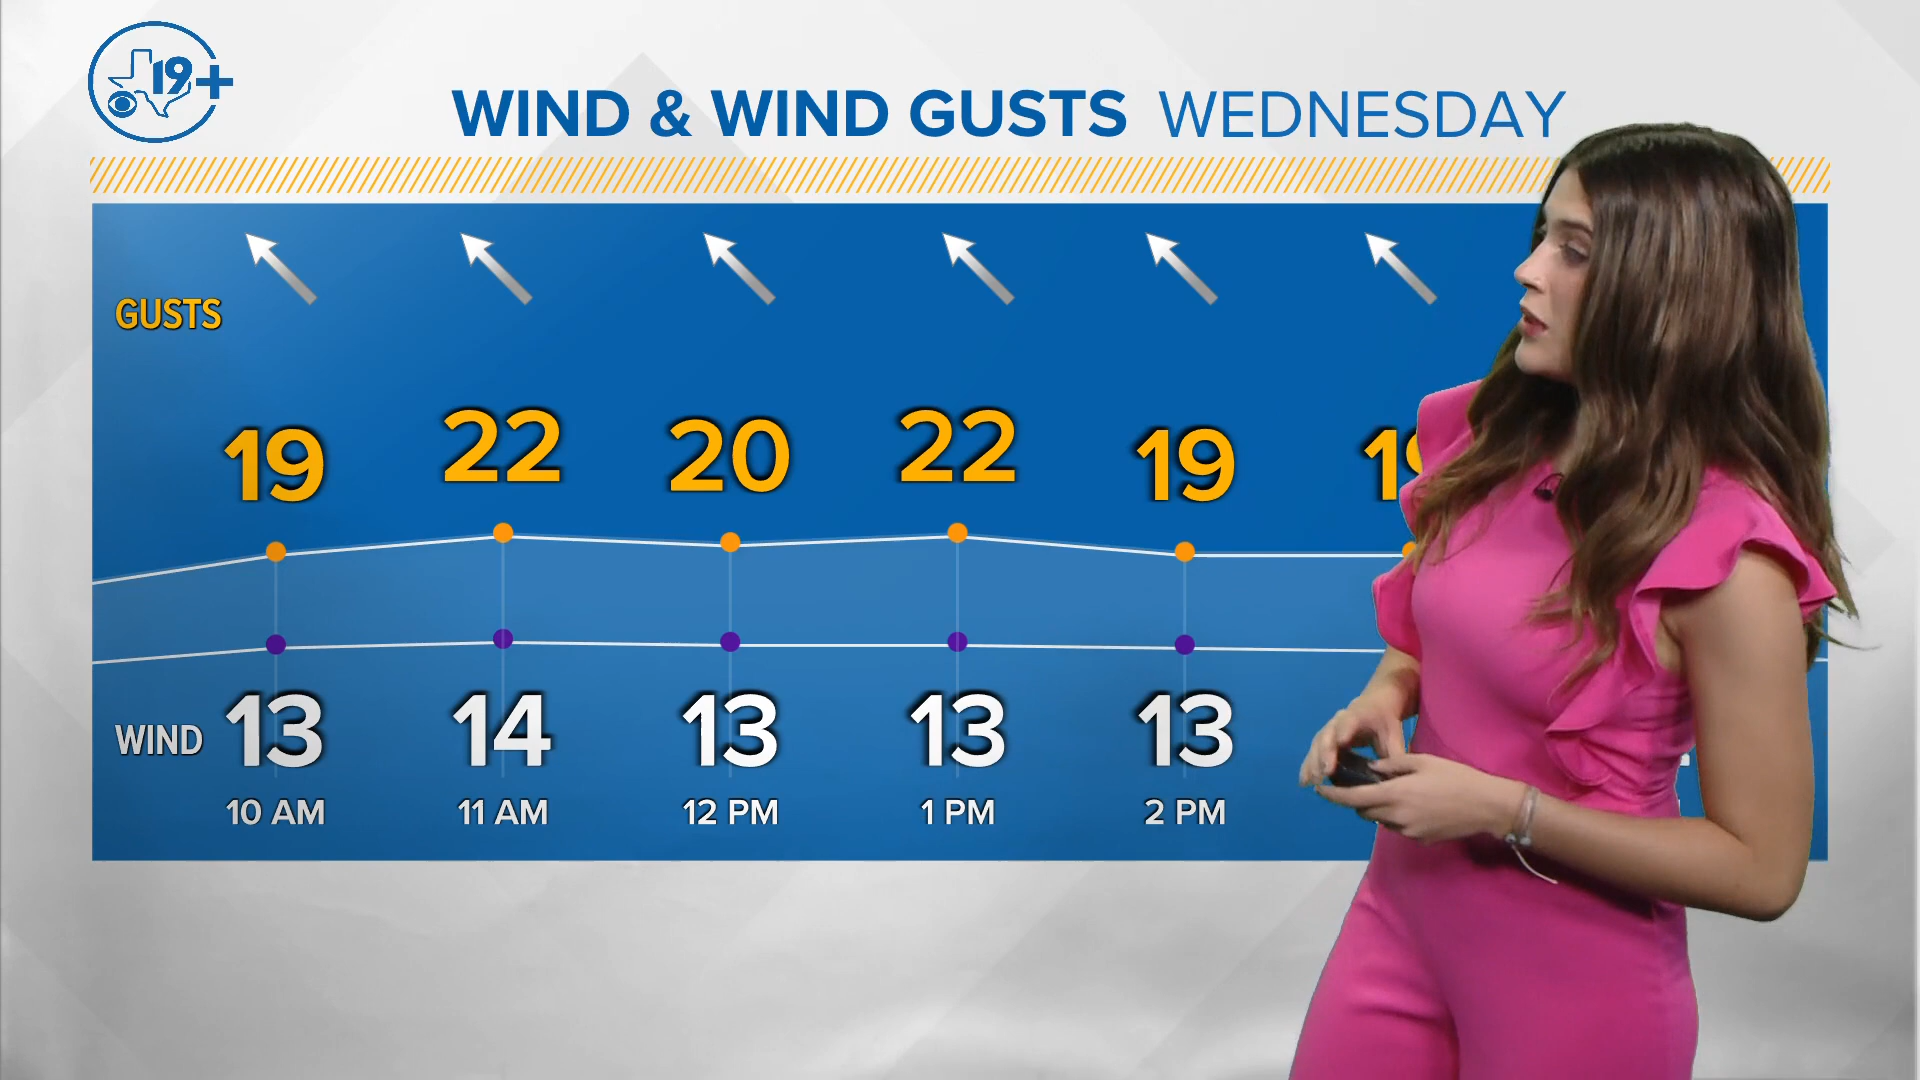 19+
WIND & WIND GUSTS WEDNESDAY
GUSTS
19 22 20 22 19
WIND 13 14 13 13 13
10 AM 11 AM 12 PM 1 PM 2 PM